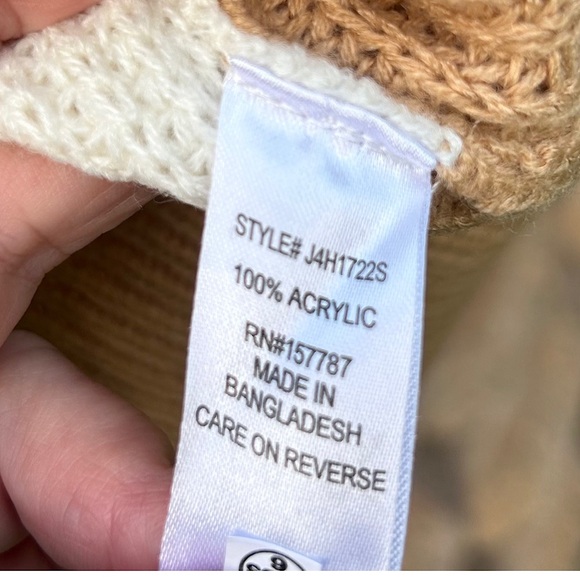 STYLE# J4H1722S
100% ACRYLIC
RN#157787
MADE IN
BANGLADESH
CARE ON REVERSE